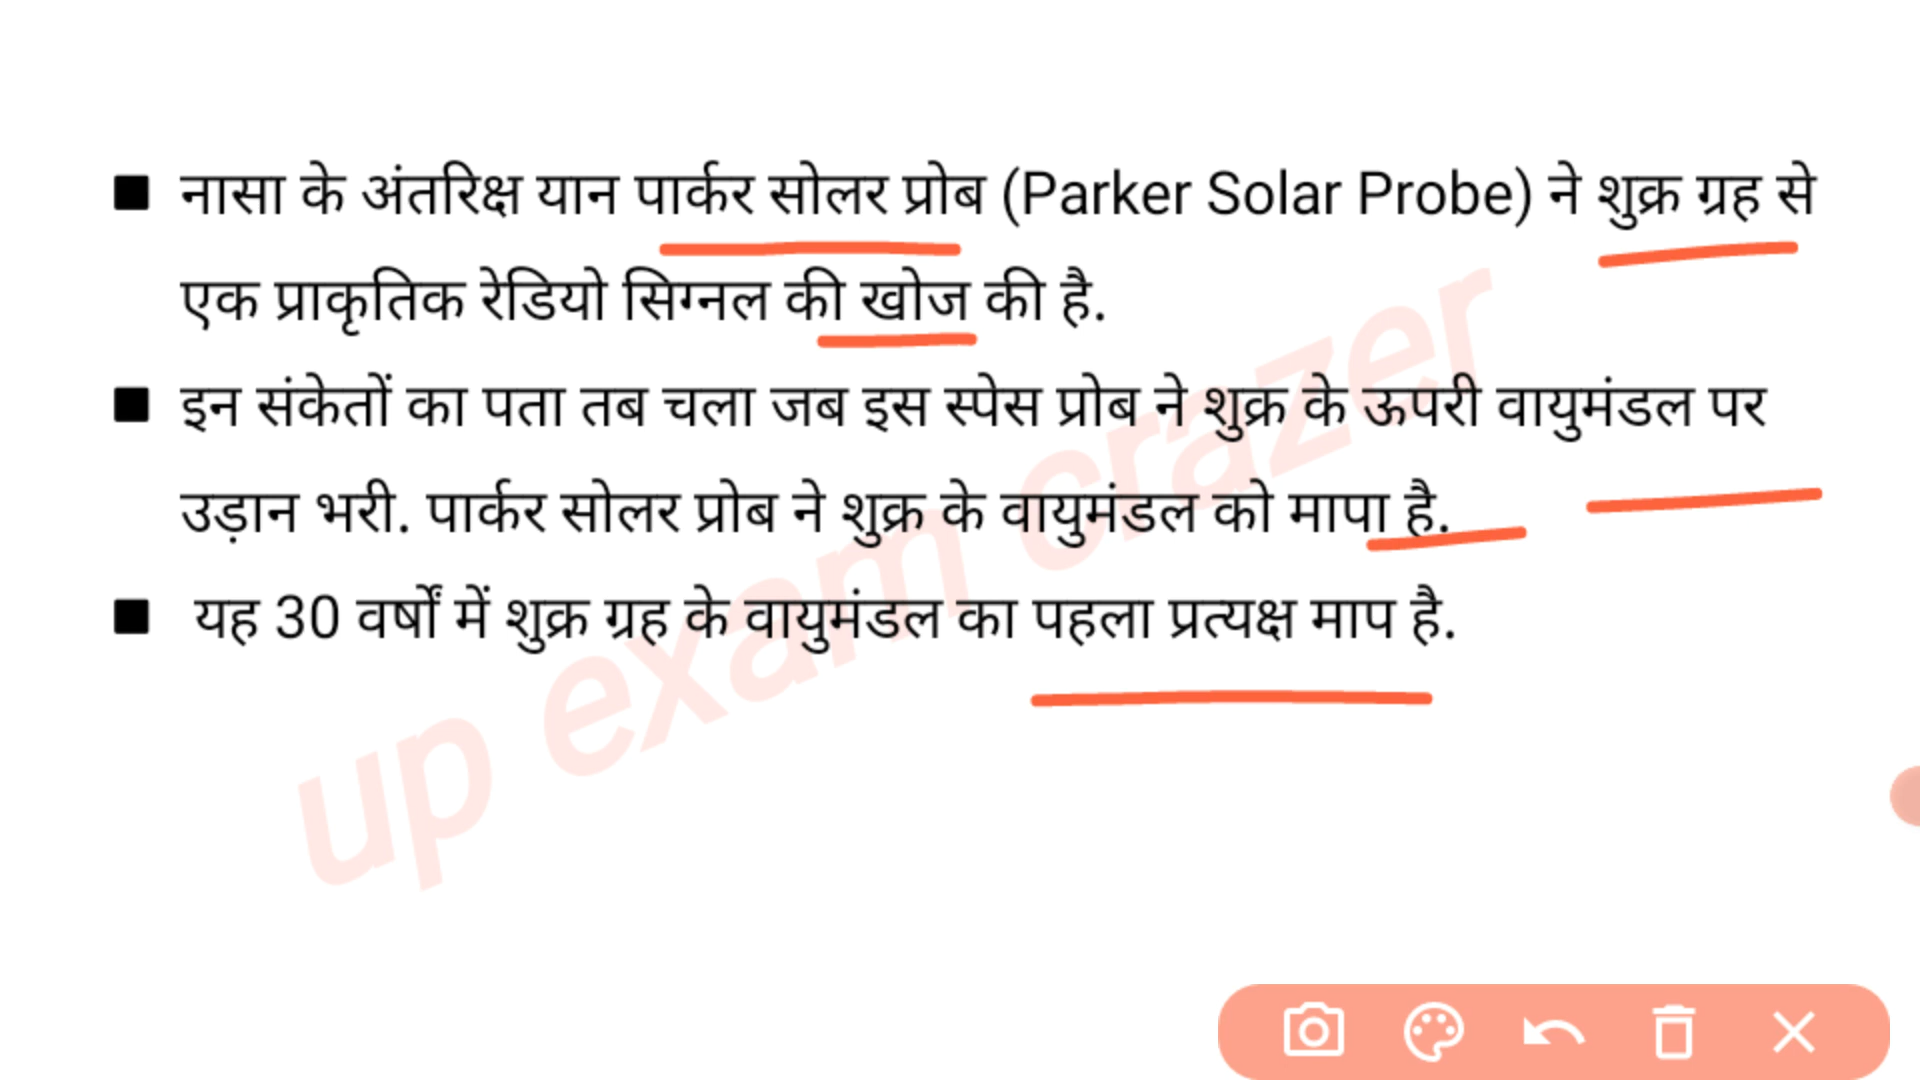 ■ नासा के अंतरिक्ष यान पार्कर सोलर प्रोब (Parker Solar Probe) ने शुक्र ग्रह से
एक प्राकृतिक रेडियो सिग्नल की खोज की है.
■ इन संकेतों का पता तब चला जब इस स्पेस प्रोब ने शुक्र के ऊपरी वायुमंडल पर
उड़ान भरी. पार्कर सोलर प्रोब ने शुक्र के वायुमंडल को मापा है.
■ यह 30 वर्षों में शुक्र ग्रह के वायुमंडल का पहला प्रत्यक्ष माप है.
up exam crazer